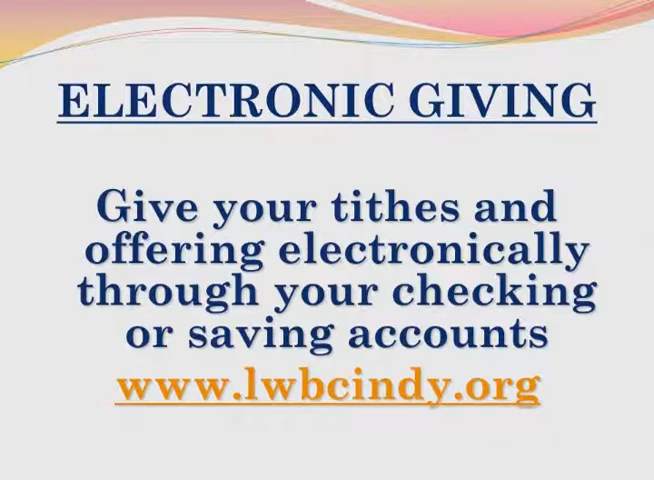 ELECTRONIC GIVING
Give your tithes and
offering electronically
through your checking
or saving accounts
www.lwbcindy.org